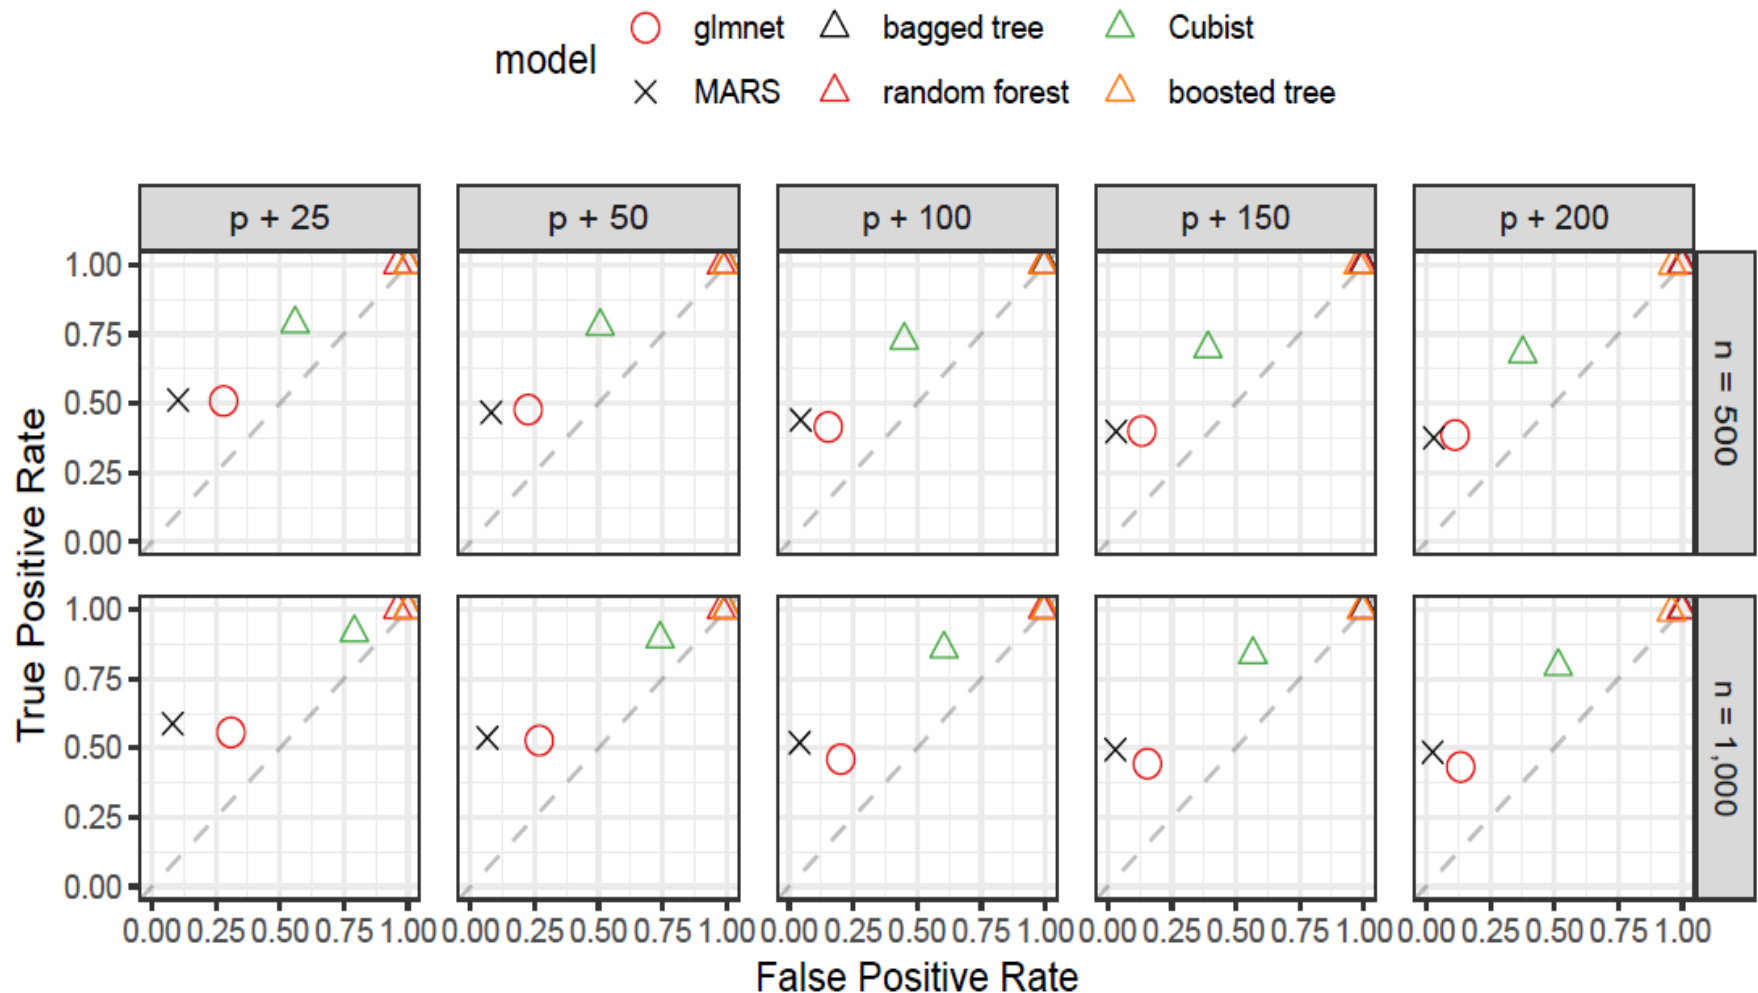 model
glmnet bagged tree Cubist
MARS random forest boosted tree
p + 25 p + 50 p + 100 p + 150 p + 200
True Positive Rate
1.00
0.75
0.50
0.25
0.00
n = 500
1.00
0.75
0.50
0.25
0.00
n = 1,000
0.00 0.25 0.50 0.75 1.00 0.00 0.25 0.50 0.75 1.00 0.00 0.25 0.50 0.75 1.00 0.00 0.25 0.50 0.75 1.00 0.00 0.25 0.50 0.75 1.00
False Positive Rate